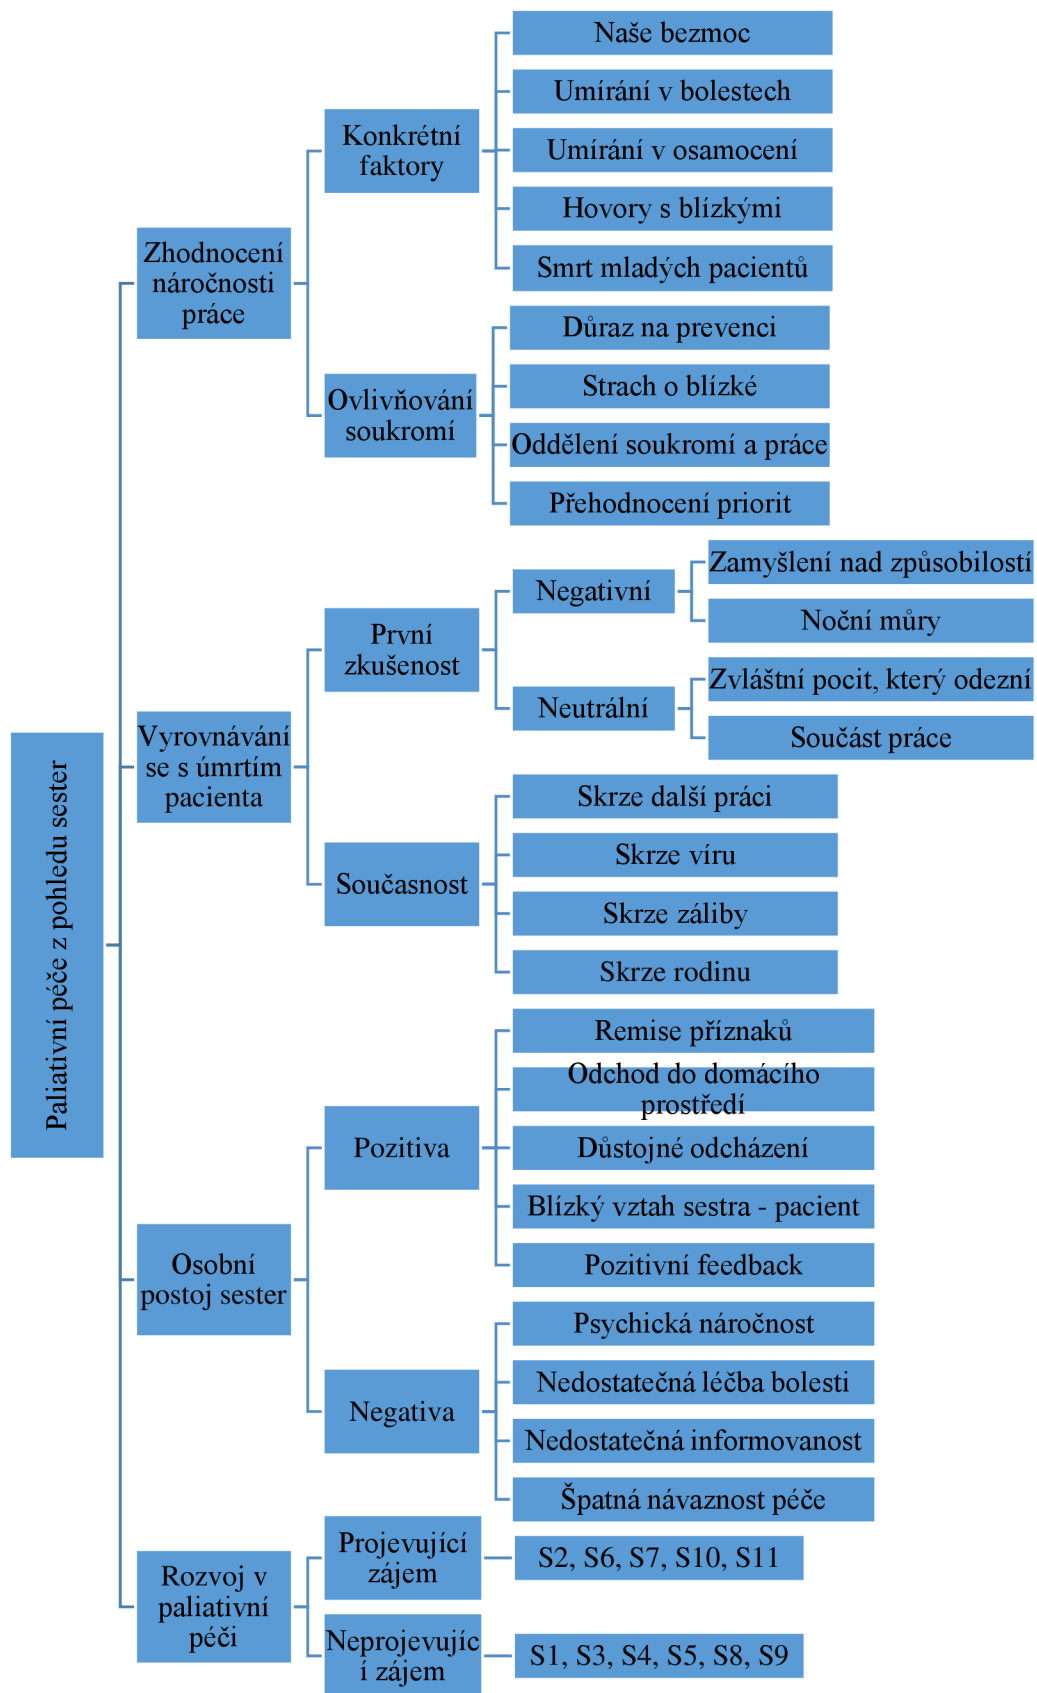 Paliativní péče z pohledu sester
Zhodnocení
náročnosti
práce
Konkrétní
faktory
Naše bezmoc
Umírání v bolestech
Umírání v osamocení
Hovory s blízkými
Smrt mladých pacientů
Ovlivňování
soukromí
Důraz na prevenci
Strach o blízké
Oddělení soukromí a práce
Přehodnocení priorit
Vyrovnávání
se s úmrtím
pacienta
První
zkušenost
Negativní
Zamyšlení nad způsobilostí
Noční můry
Neutrální
Zvláštní pocit, který odezní
Součást práce
Současnost
Skrze další práci
Skrze víru
Skrze záliby
Skrze rodinu
Osobní
postoj sester
Pozitiva
Remise příznaků
Odchod do domácího
prostředí
Důstojné odcházení
Blízký vztah sestra - pacient
Pozitivní feedback
Negativa
Psychická náročnost
Nedostatečná léčba bolesti
Nedostatečná informovanost
Špatná návaznost péče
Rozvoj v
paliativní
péči
Projevující
zájem
S2, S6, S7, S10, S11
Neprojevujíc
í zájem
S1, S3, S4, S5, S8, S9